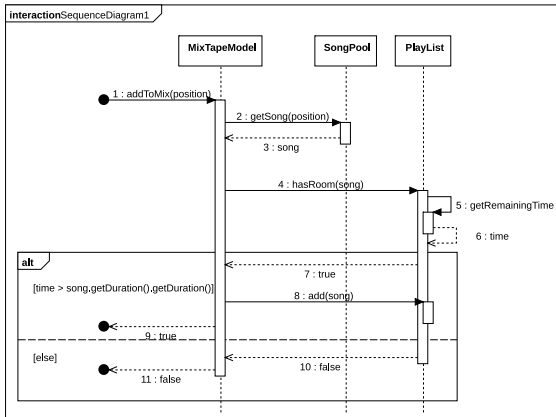 interactionSequenceDiagram1
MixTapeModel
SongPool
PlayList
1 : addToMix(position)
2 : getSong(position)
3 : song
4 : hasRoom(song)
5 : getRemainingTime
6 : time
alt
7 : true
[time > song.getDuration().getDuration()]
8 : add(song)
9 : true
[else]
10 : false
11 : false